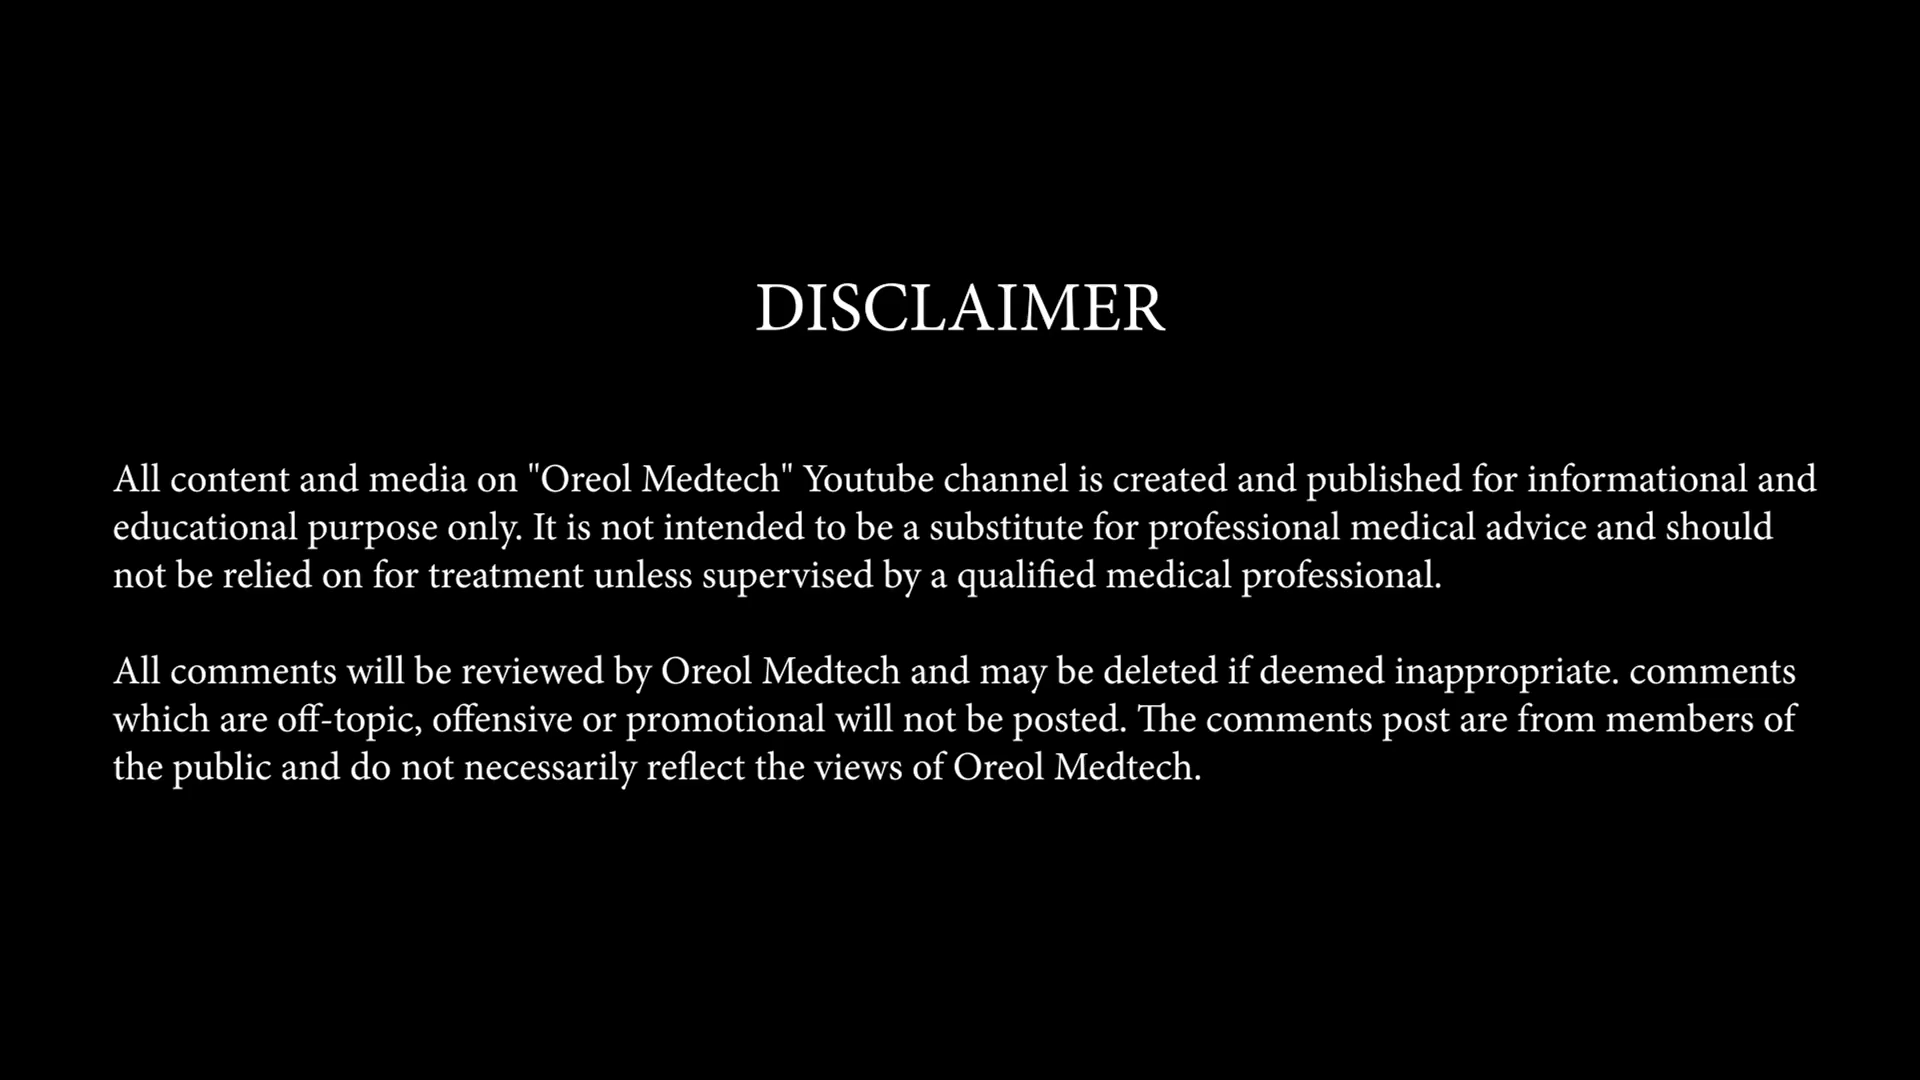 DISCLAIMER
All content and media on "Oreol Medtech" Youtube channel is created and published for informational and
educational purpose only. It is not intended to be a substitute for professional medical advice and should
not be relied on for treatment unless supervised by a qualified medical professional.
All comments will be reviewed by Oreol Medtech and may be deleted if deemed inappropriate. comments
which are off-topic, offensive or promotional will not be posted. The comments post are from members of
the public and do not necessarily reflect the views of Oreol Medtech.